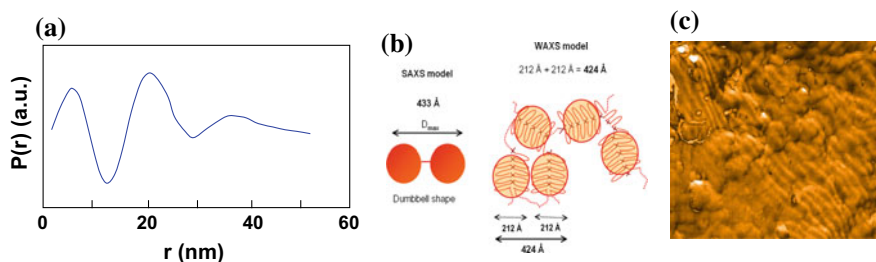 (a)
P(r) (a.u.)
0
20
40
60
r (nm)
(b)
SAXS model
433 Å
Dmax
Dumbbell shape
WAXS model
212 Å + 212 Å = 424 Å
212 Å
212 Å
424 Å
(c)